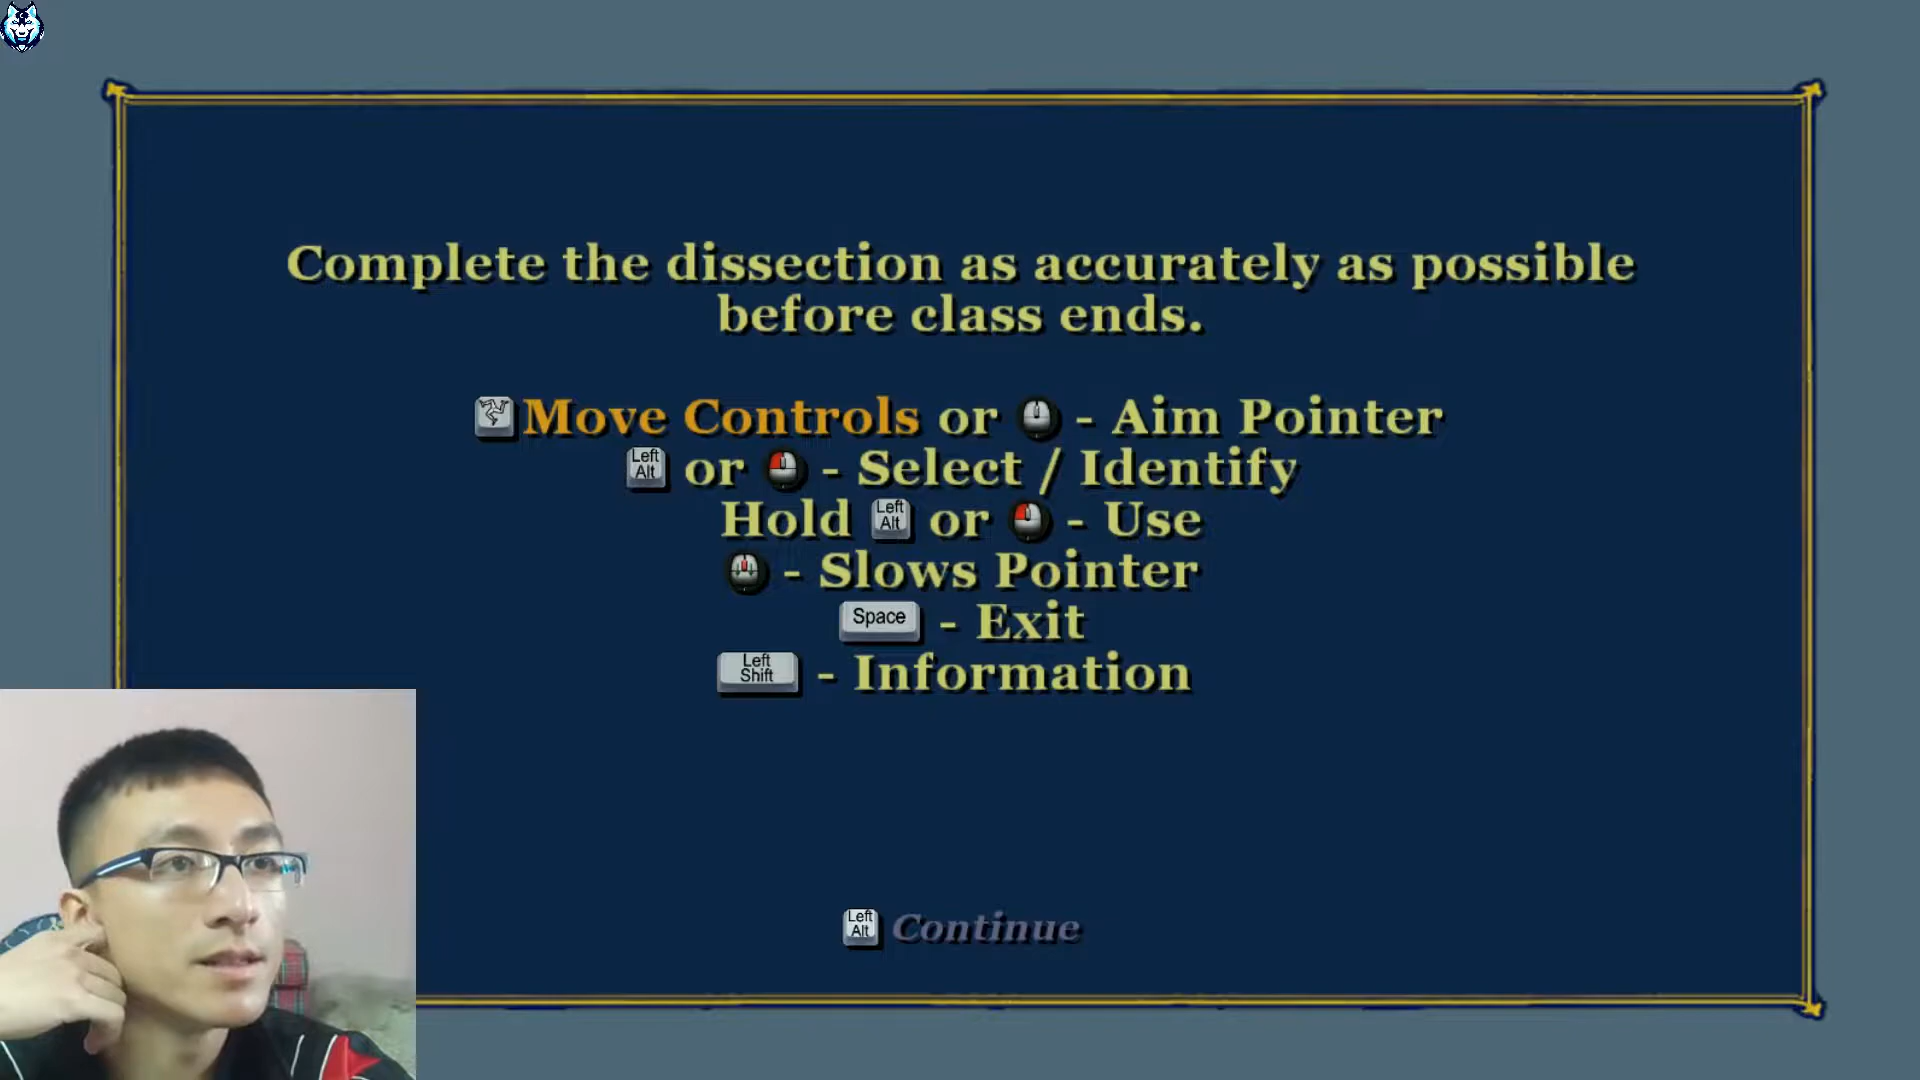 Complete the dissection as accurately as possible
before class ends.
Move Controls or - Aim Pointer
Left Alt or - Select / Identify
Hold Left Alt or - Use
- Slows Pointer
Space - Exit
Left Shift - Information
Left Alt Continue